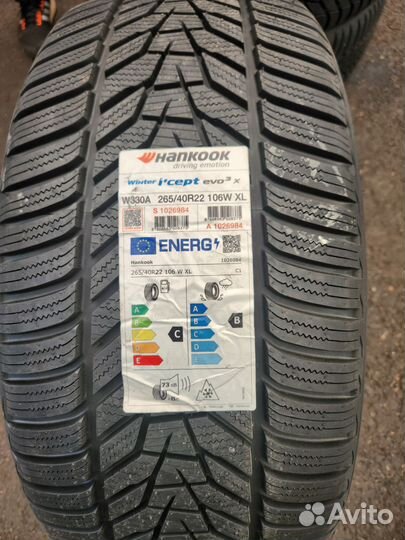 Hankook
driving emotion
Winter i*cept evo³ x
W330A 265/40R22 106W XL
S 1026984
A 1026984
ENERG
Hankook 1026984
265/40R22 106 W XL C1
A
B
C
D
E
C
A
B
C
D
E
B
73 dB
Avito